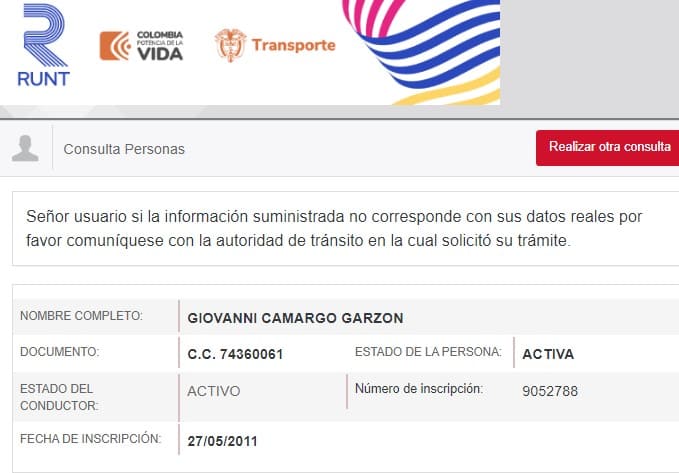 RUNT
COLOMBIA
POTENCIA DE LA
VIDA
Transporte
Consulta Personas
Realizar otra consulta
Señor usuario si la información suministrada no corresponde con sus datos reales por
favor comuníquese con la autoridad de tránsito en la cual solicitó su trámite.
NOMBRE COMPLETO: GIOVANNI CAMARGO GARZON
DOCUMENTO: C.C. 74360061 ESTADO DE LA PERSONA: ACTIVA
ESTADO DEL
CONDUCTOR: ACTIVO Número de inscripción: 9052788
FECHA DE INSCRIPCIÓN: 27/05/2011